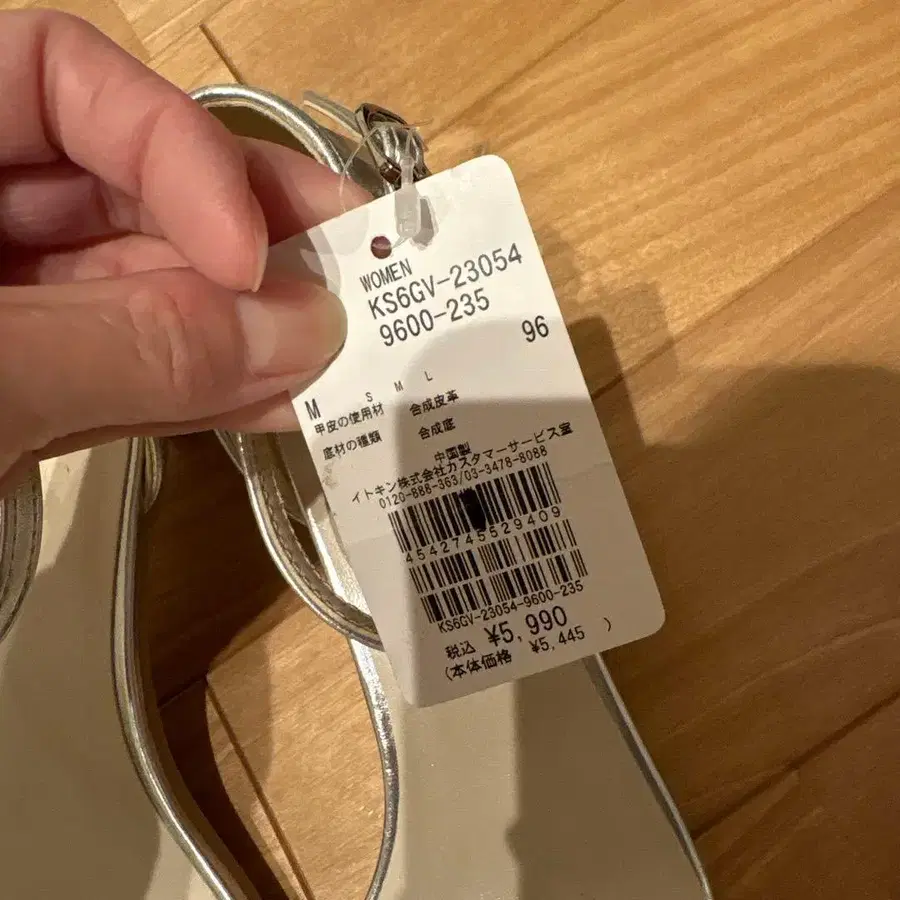 WOMEN
KS6GV-23054
9600-235
96
S M L
M
甲皮の使用材 合成皮革
底材の種類 合成底
中国製
イトキン株式会社カスタマーサービス室
0120-888-363/03-3478-8088
4542745529409
KS6GV-23054-9600-235
税込 ¥5,990
(本体価格 ¥5,445 )